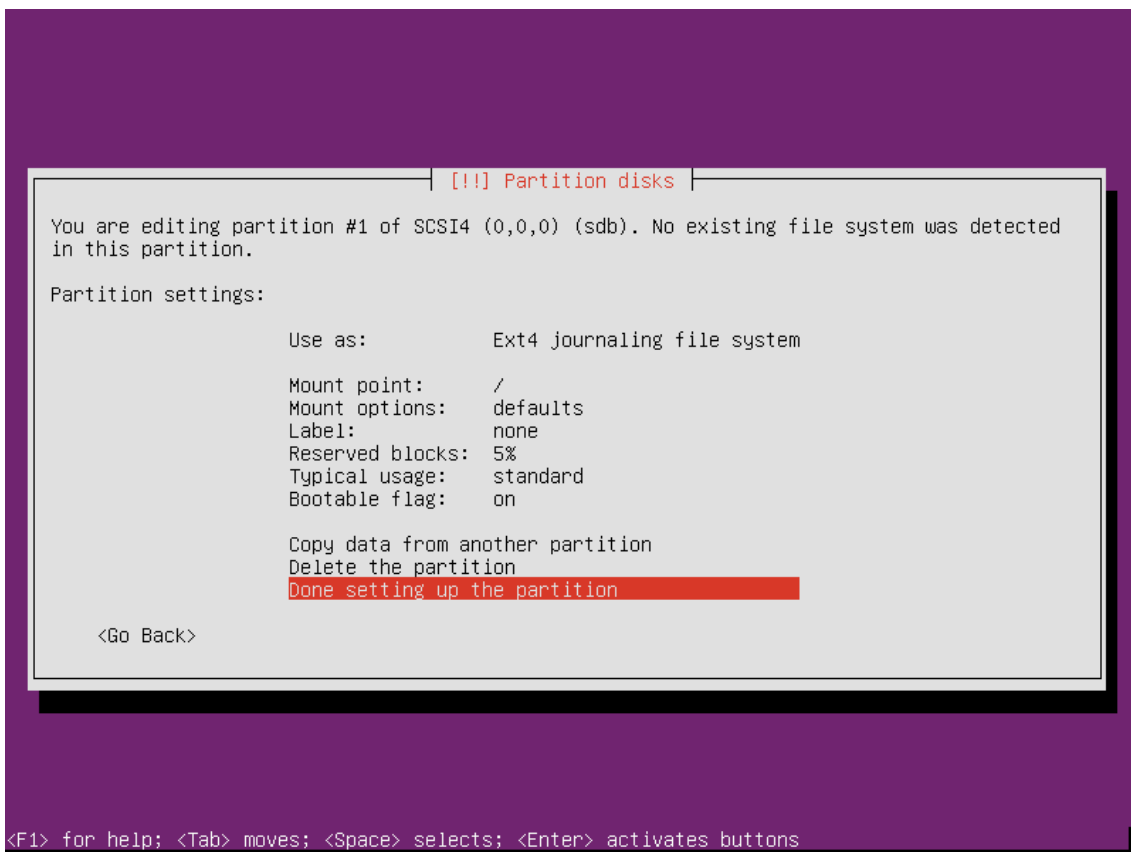 [!!] Partition disks
You are editing partition #1 of SCSI4 (0,0,0) (sdb). No existing file system was detected
in this partition.
Partition settings:
Use as: Ext4 journaling file system
Mount point: /
Mount options: defaults
Label: none
Reserved blocks: 5%
Typical usage: standard
Bootable flag: on
Copy data from another partition
Delete the partition
Done setting up the partition
<Go Back>
<F1> for help; <Tab> moves; <Space> selects; <Enter> activates buttons